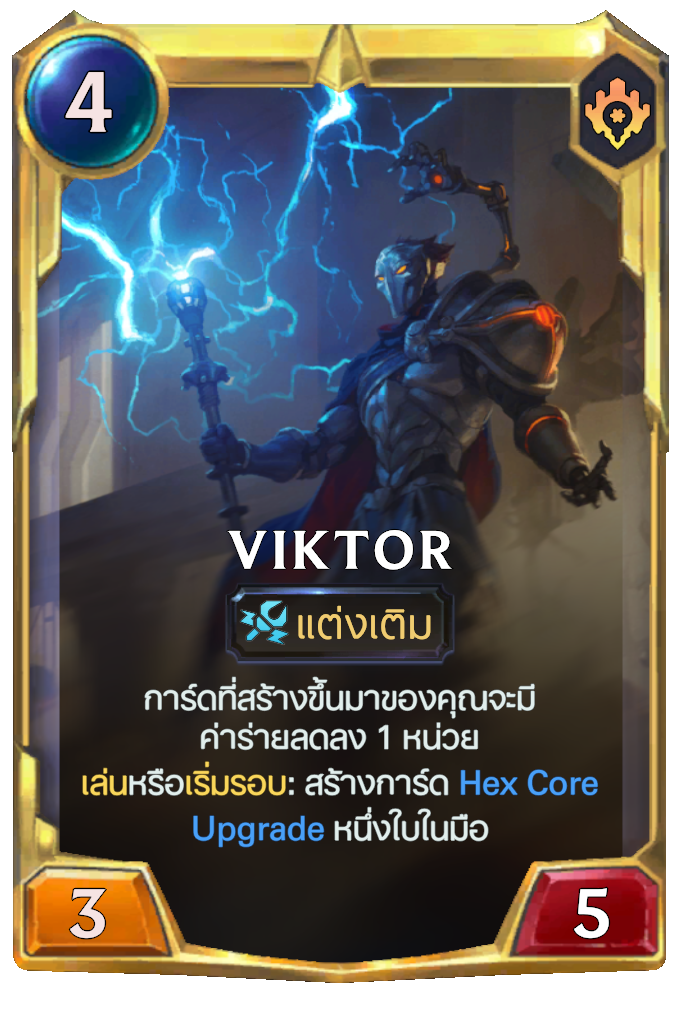 4
VIKTOR
แต่งเติม
การ์ดที่สร้างขึ้นมาของคุณจะมี
ค่าร่ายลดลง 1 หน่วย
เล่นหรือเริ่มรอบ: สร้างการ์ด Hex Core
Upgrade หนึ่งใบในมือ
3
5